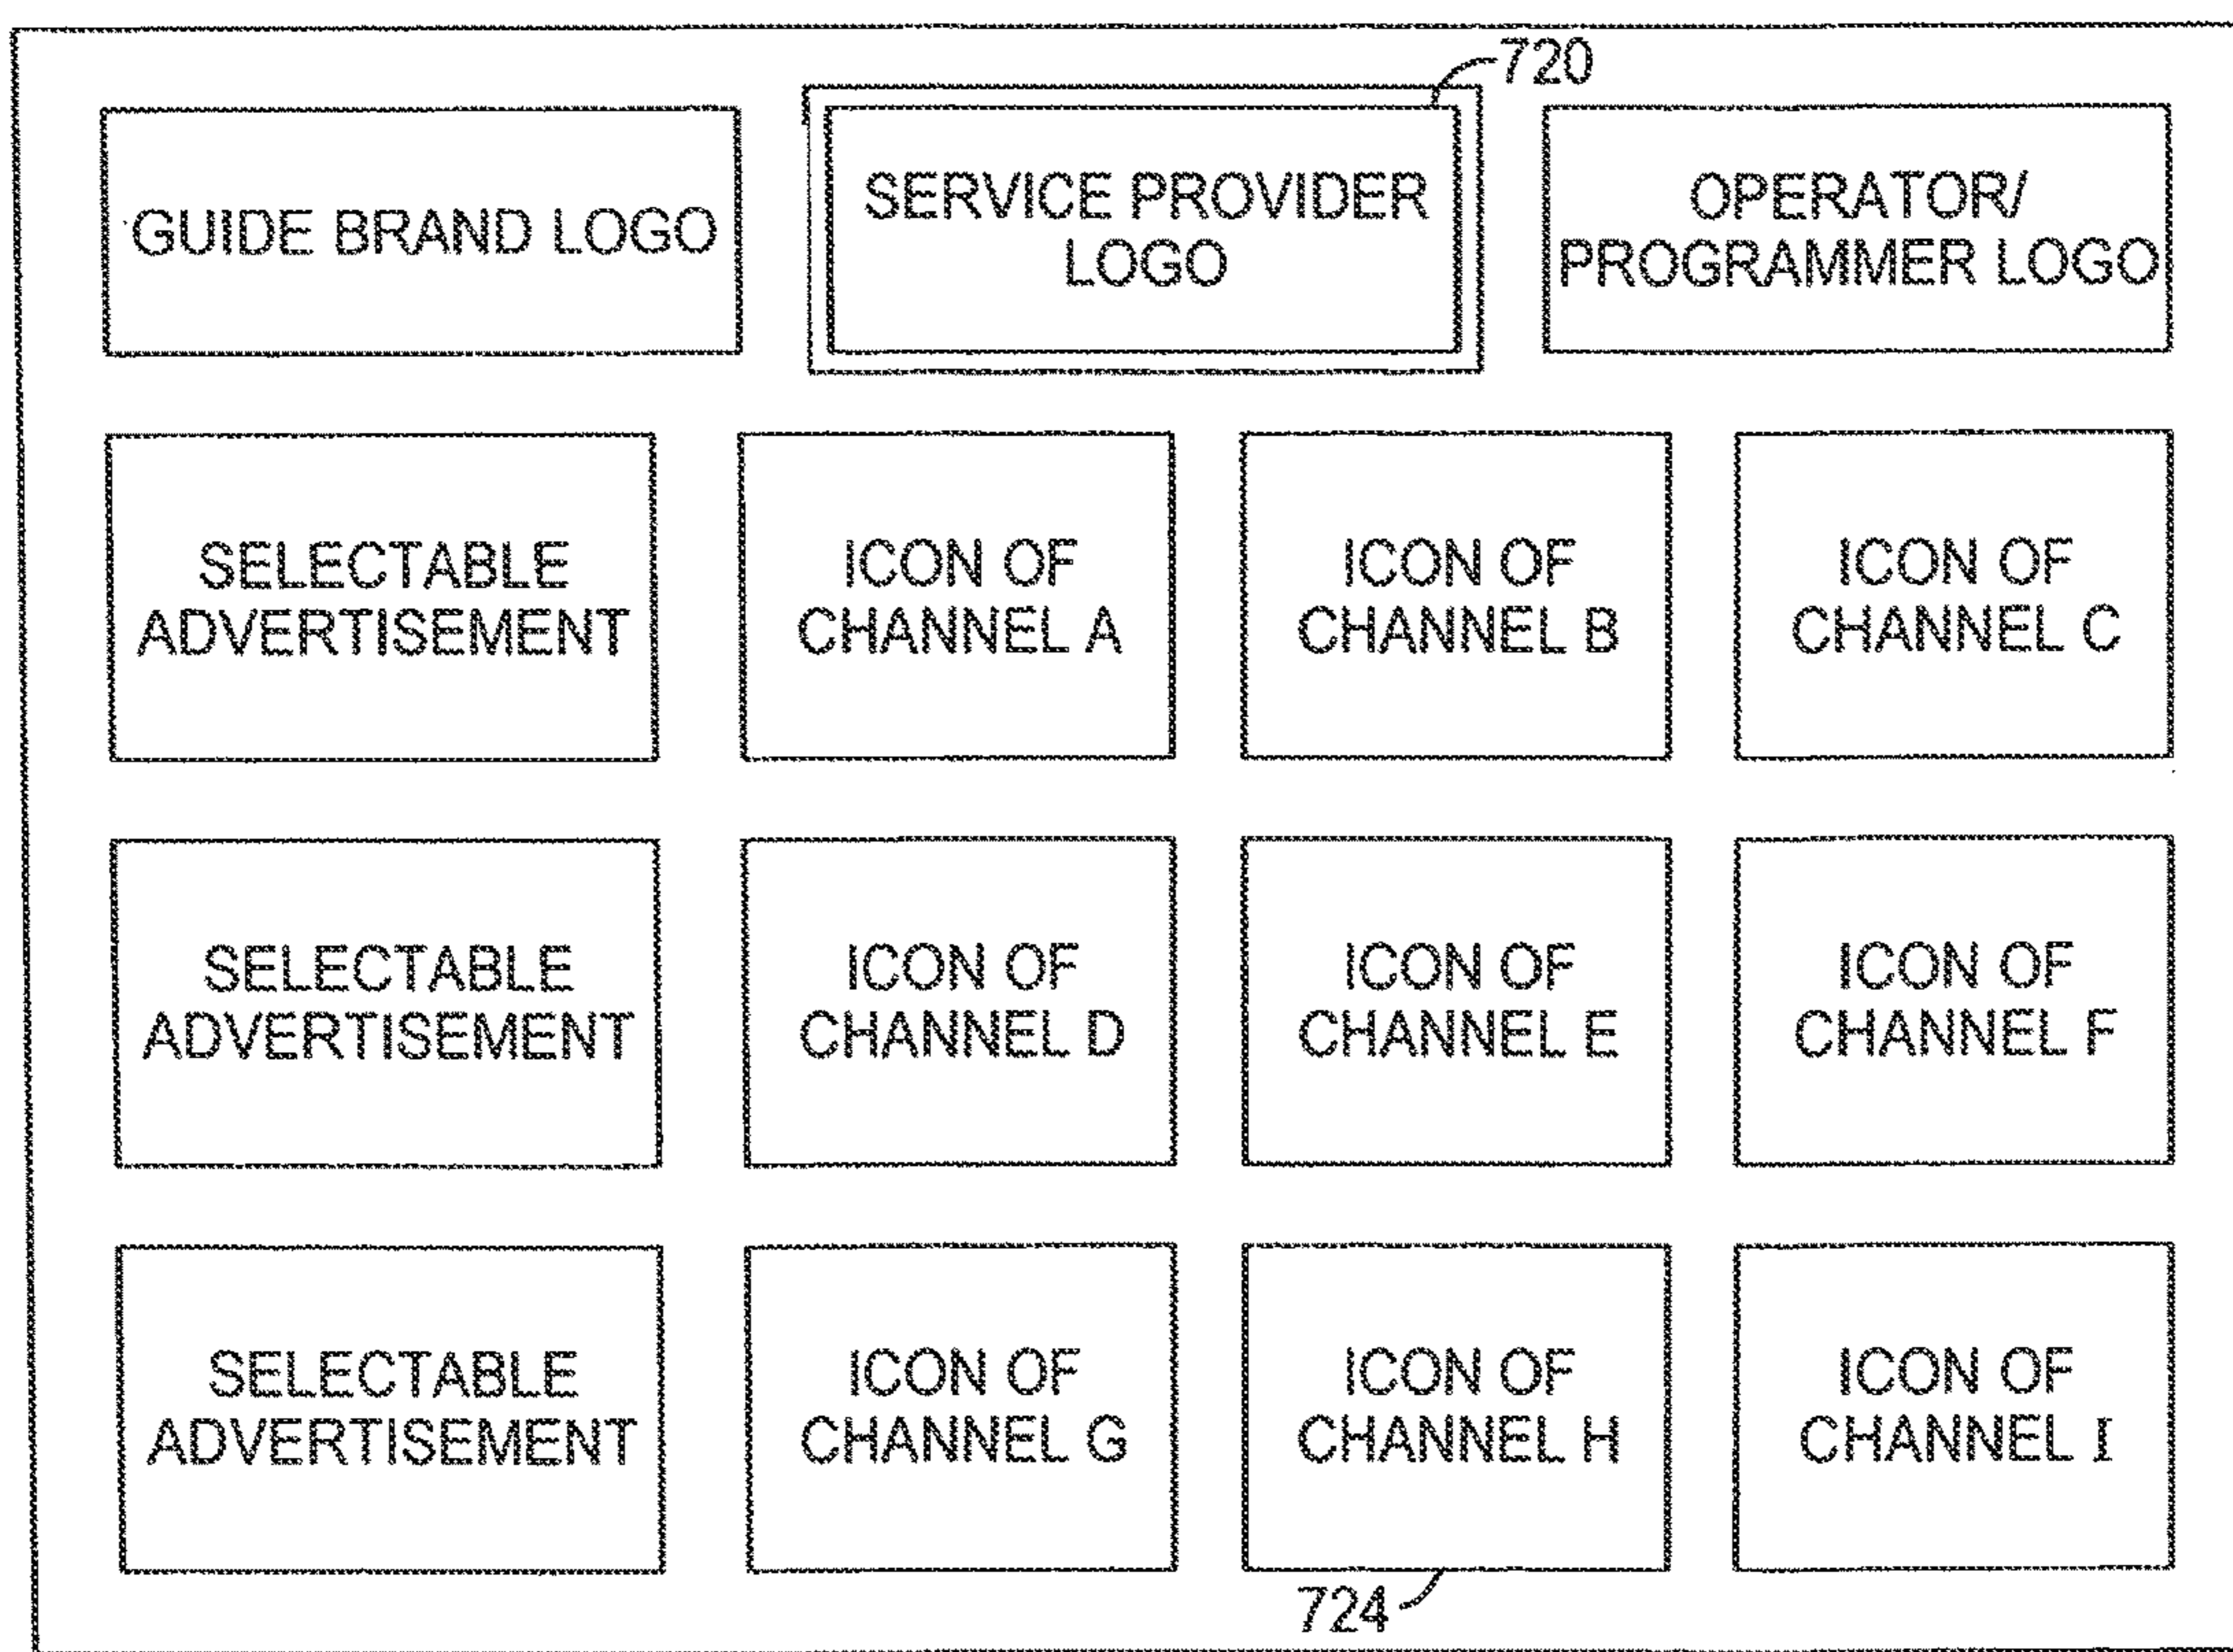 720
GUIDE BRAND LOGO
SERVICE PROVIDER
LOGO
OPERATOR/
PROGRAMMER LOGO
SELECTABLE
ADVERTISEMENT
ICON OF
CHANNEL A
ICON OF
CHANNEL B
ICON OF
CHANNEL C
SELECTABLE
ADVERTISEMENT
ICON OF
CHANNEL D
ICON OF
CHANNEL E
ICON OF
CHANNEL F
SELECTABLE
ADVERTISEMENT
ICON OF
CHANNEL G
ICON OF
CHANNEL H
ICON OF
CHANNEL I
724